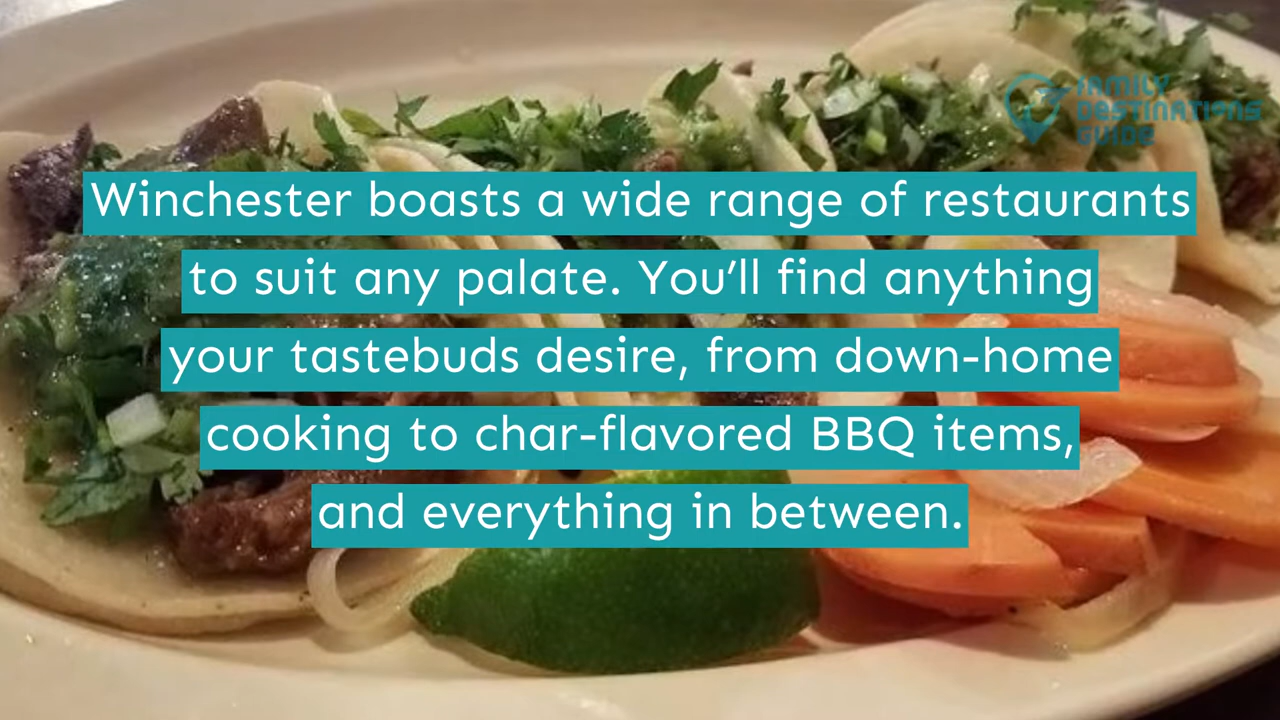 FAMILY
DESTINATIONS
GUIDE
Winchester boasts a wide range of restaurants
to suit any palate. You’ll find anything
your tastebuds desire, from down-home
cooking to char-flavored BBQ items,
and everything in between.